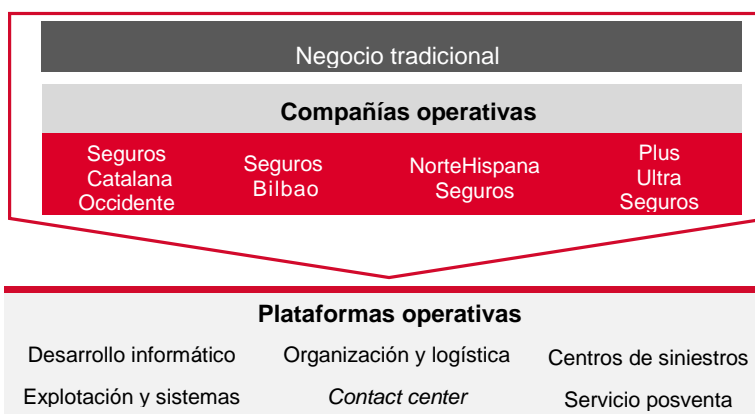 Negocio tradicional
Compañías operativas
Seguros
Catalana
Occidente
Seguros
Bilbao
NorteHispana
Seguros
Plus
Ultra
Seguros
Plataformas operativas
Desarrollo informático
Organización y logística
Centros de siniestros
Explotación y sistemas
Contact center
Servicio posventa